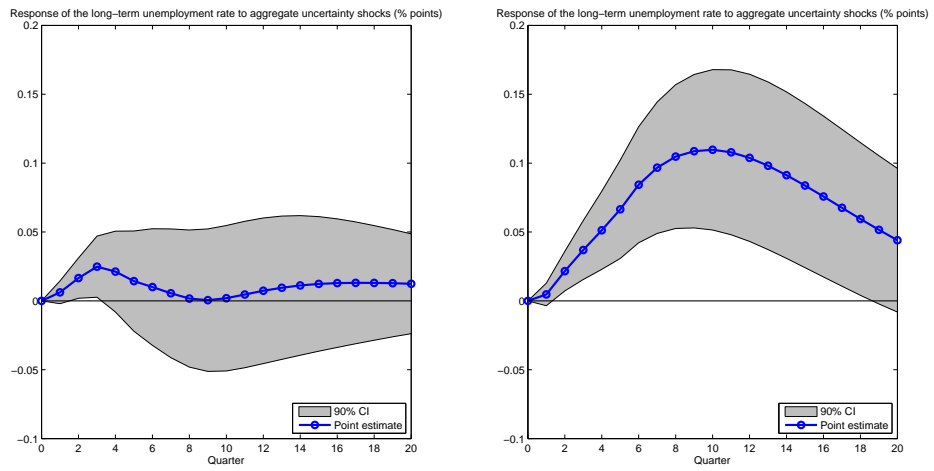 Response of the long−term unemployment rate to aggregate uncertainty shocks (% points)
0.2
0.15
0.1
0.05
0
−0.05
−0.1
0 2 4 6 8 10 12 14 16 18 20
Quarter
90% CI
Point estimate
Response of the long−term unemployment rate to aggregate uncertainty shocks (% points)
0.2
0.15
0.1
0.05
0
−0.05
−0.1
0 2 4 6 8 10 12 14 16 18 20
Quarter
90% CI
Point estimate